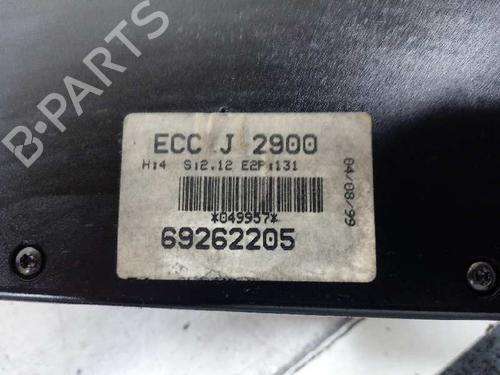 ECC J 2900
H:4 S:2.12 E2P:131
*049957*
69262205
04/08/99
B-PARTS